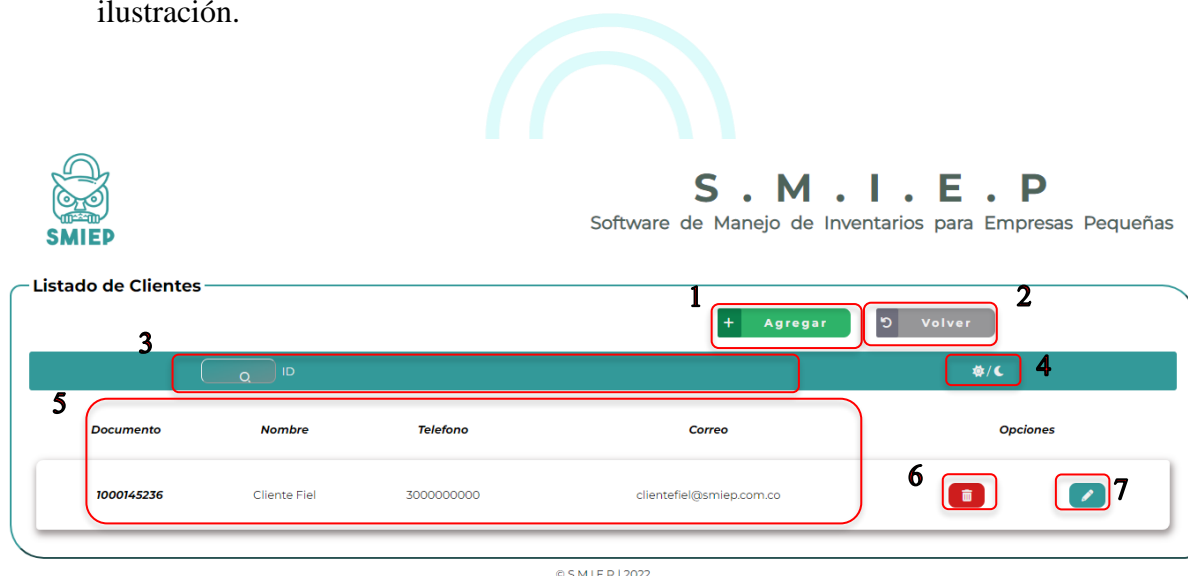 ilustración.
SMIEP
S . M . I . E . P
Software de Manejo de Inventarios para Empresas Pequeñas
Listado de Clientes
1
2
+ Agregar
Volver
3
ID
/
4
5
Documento Nombre Telefono Correo Opciones
1000145236 Cliente Fiel 3000000000 clientefiel@smiep.com.co
6
7
© S.M.I.E.P | 2022